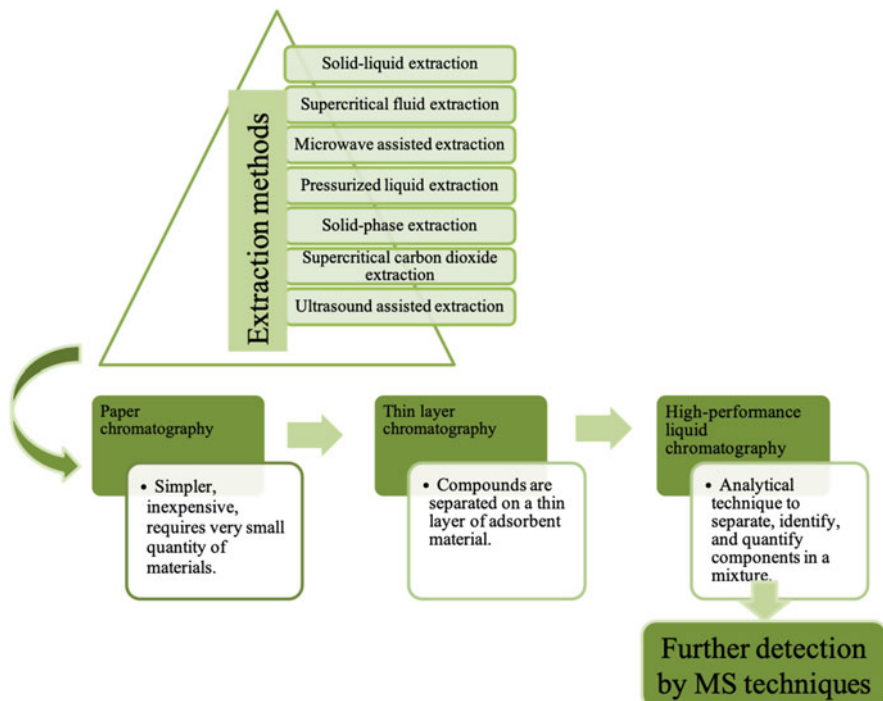 Extraction methods
Solid-liquid extraction
Supercritical fluid extraction
Microwave assisted extraction
Pressurized liquid extraction
Solid-phase extraction
Supercritical carbon dioxide
extraction
Ultrasound assisted extraction
Paper
chromatography
• Simpler,
inexpensive,
requires very small
quantity of
materials.
Thin layer
chromatography
• Compounds are
separated on a thin
layer of adsorbent
material.
High-performance
liquid
chromatography
• Analytical
technique to
separate, identify,
and quantify
components in a
mixture.
Further detection
by MS techniques